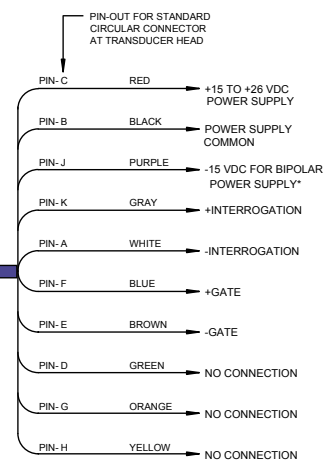 PIN-OUT FOR STANDARD
CIRCULAR CONNECTOR
AT TRANSDUCER HEAD
PIN- C RED +15 TO +26 VDC
POWER SUPPLY
PIN- B BLACK POWER SUPPLY
COMMON
PIN- J PURPLE -15 VDC FOR BIPOLAR
POWER SUPPLY*
PIN- K GRAY +INTERROGATION
PIN- A WHITE -INTERROGATION
PIN- F BLUE +GATE
PIN- E BROWN -GATE
PIN- D GREEN NO CONNECTION
PIN- G ORANGE NO CONNECTION
PIN- H YELLOW NO CONNECTION